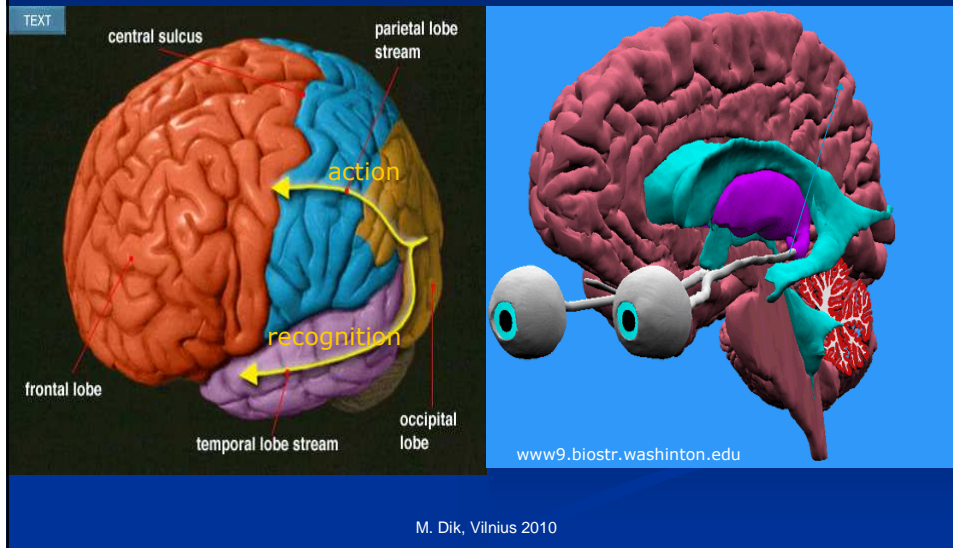 TEXT
central sulcus
parietal lobe
stream
action
recognition
frontal lobe
temporal lobe stream
occipital
lobe
www9.biostr.washinton.edu
M. Dik, Vilnius 2010